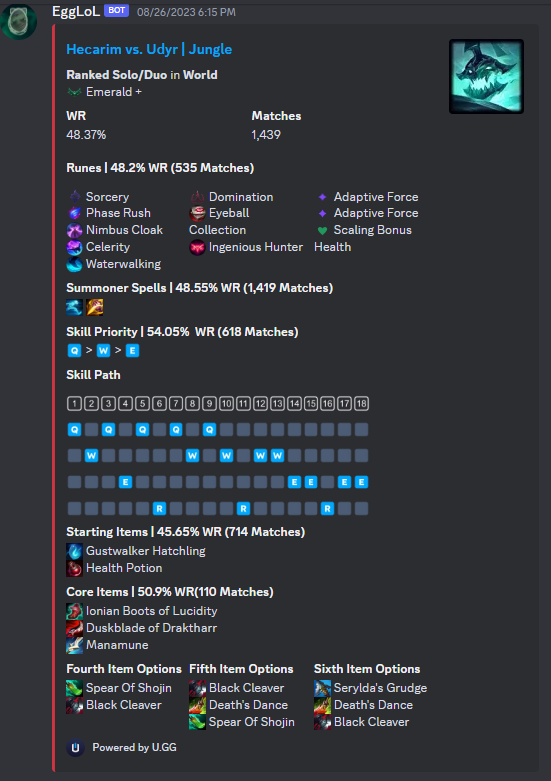 EggLoL BOT 08/26/2023 6:15 PM
Hecarim vs. Udyr | Jungle
Ranked Solo/Duo in World
Emerald +
WR Matches
48.37% 1,439
Runes | 48.2% WR (535 Matches)
Sorcery Domination Adaptive Force
Phase Rush Eyeball Adaptive Force
Nimbus Cloak Collection Scaling Bonus
Celerity Ingenious Hunter Health
Waterwalking
Summoner Spells | 48.55% WR (1,419 Matches)
Skill Priority | 54.05% WR (618 Matches)
Q > W > E
Skill Path
1 2 3 4 5 6 7 8 9 10 11 12 13 14 15 16 17 18
Q Q Q Q Q
W W W W W
E E E E E
R R R
Starting Items | 45.65% WR (714 Matches)
Gustwalker Hatchling
Health Potion
Core Items | 50.9% WR(110 Matches)
Ionian Boots of Lucidity
Duskblade of Draktharr
Manamune
Fourth Item Options Fifth Item Options Sixth Item Options
Spear Of Shojin Black Cleaver Serylda's Grudge
Black Cleaver Death's Dance Death's Dance
Spear Of Shojin Black Cleaver
U Powered by U.GG